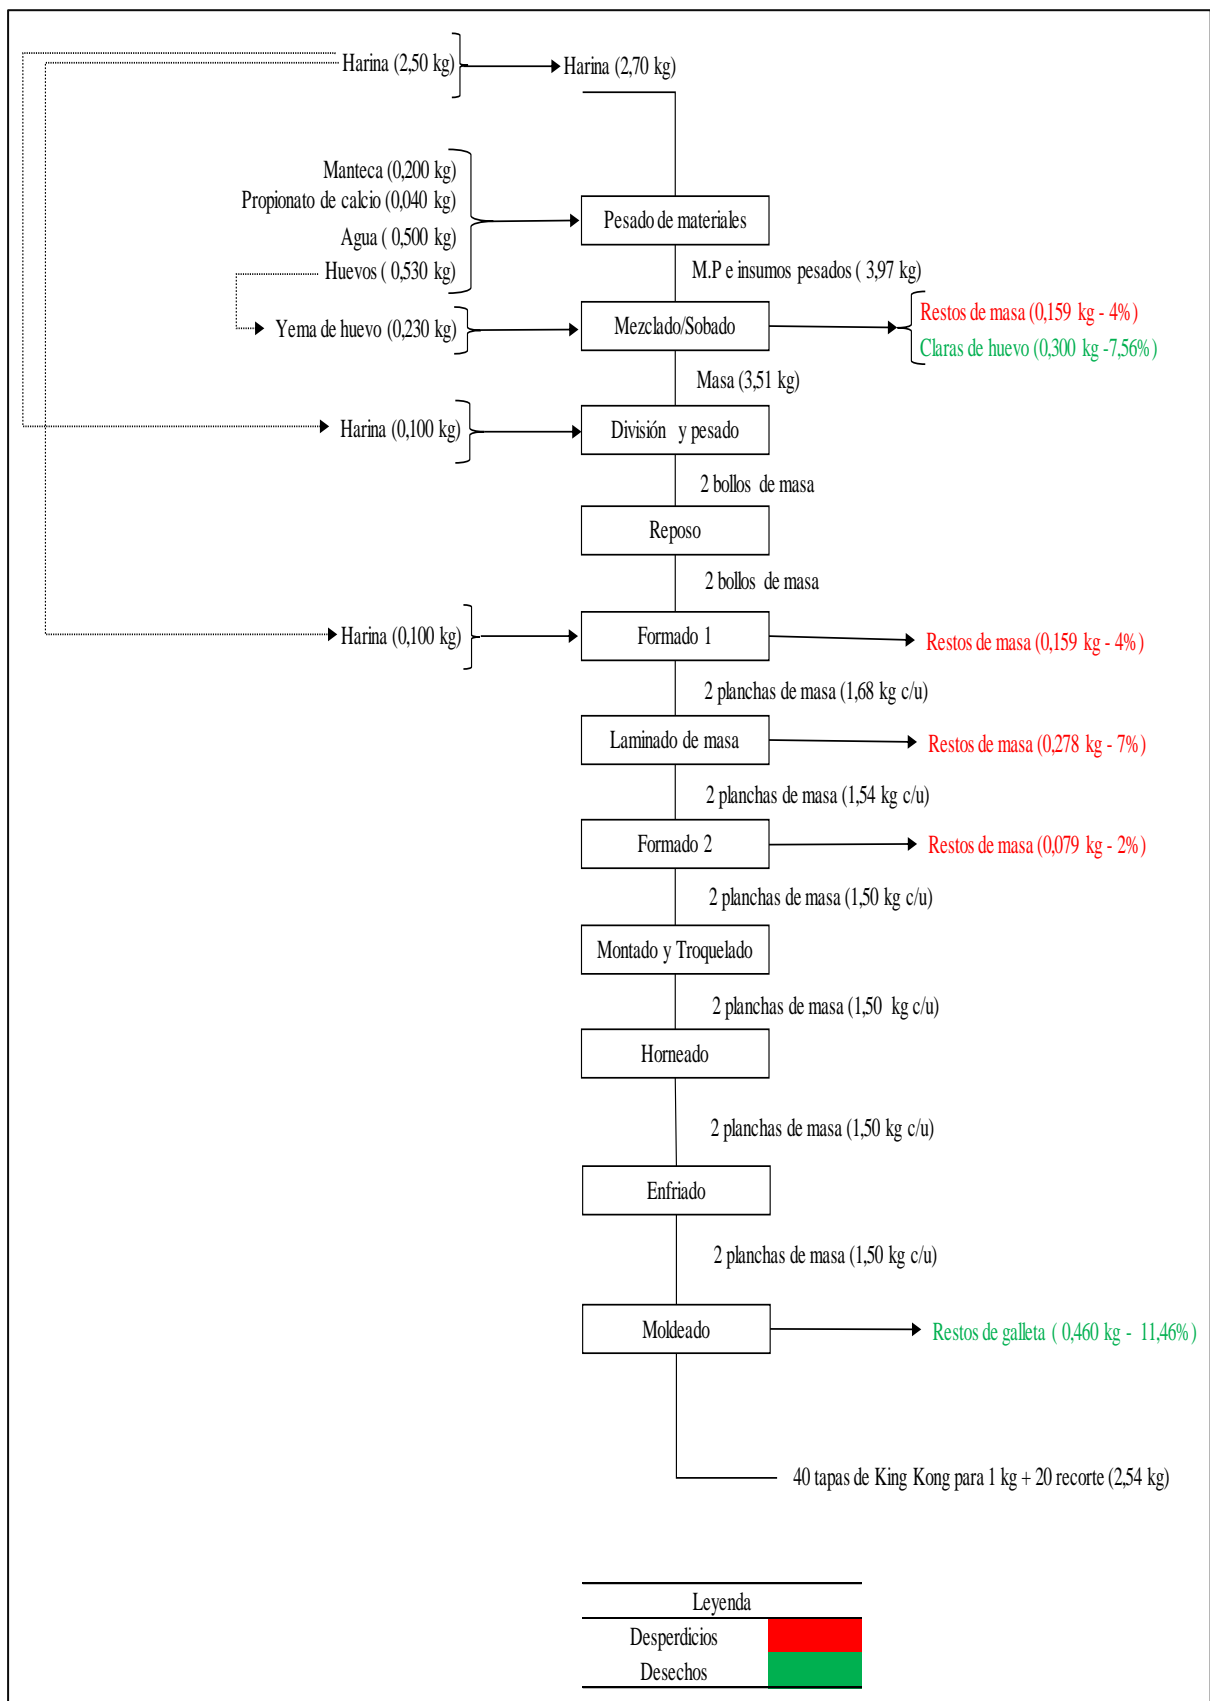 Harina (2,50 kg)
Harina (2,70 kg)
Manteca (0,200 kg)
Propionato de calcio (0,040 kg)
Agua ( 0,500 kg)
Huevos ( 0,530 kg)
Pesado de materiales
M.P e insumos pesados ( 3,97 kg)
Yema de huevo (0,230 kg)
Mezclado/Sobado
Restos de masa (0,159 kg - 4%)
Claras de huevo (0,300 kg -7,56%)
Masa (3,51 kg)
Harina (0,100 kg)
División y pesado
2 bollos de masa
Reposo
2 bollos de masa
Harina (0,100 kg)
Formado 1
Restos de masa (0,159 kg - 4%)
2 planchas de masa (1,68 kg c/u)
Laminado de masa
Restos de masa (0,278 kg - 7%)
2 planchas de masa (1,54 kg c/u)
Formado 2
Restos de masa (0,079 kg - 2%)
2 planchas de masa (1,50 kg c/u)
Montado y Troquelado
2 planchas de masa (1,50 kg c/u)
Horneado
2 planchas de masa (1,50 kg c/u)
Enfriado
2 planchas de masa (1,50 kg c/u)
Moldeado
Restos de galleta ( 0,460 kg - 11,46%)
40 tapas de King Kong para 1 kg + 20 recorte (2,54 kg)
Leyenda
Desperdicios
Desechos